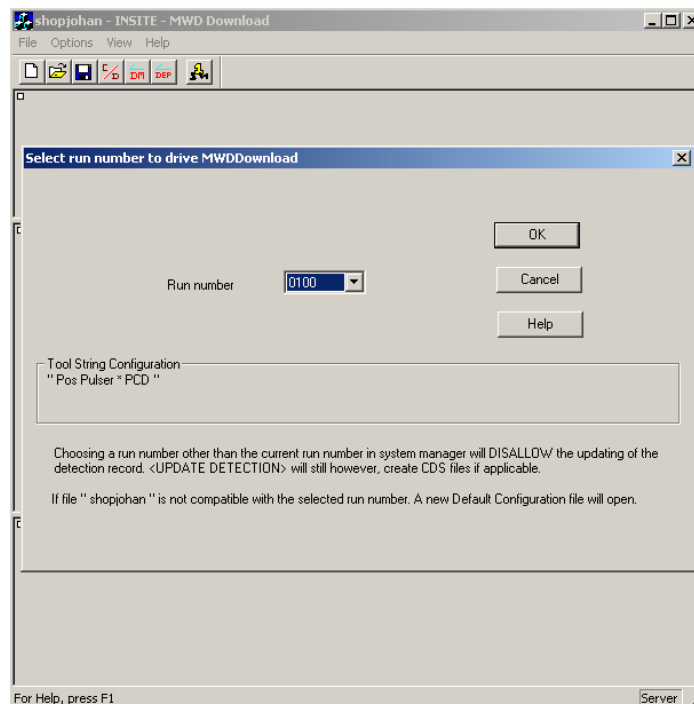 shopjohan - INSITE - MWD Download
File Options View Help
C/D DM DEP
Select run number to drive MWDDownload
OK
Run number 0100
Cancel
Help
Tool String Configuration
" Pos Pulser * PCD "
Choosing a run number other than the current run number in system manager will DISALLOW the updating of the
detection record. <UPDATE DETECTION> will still however, create CDS files if applicable.
If file " shopjohan " is not compatible with the selected run number. A new Default Configuration file will open.
For Help, press F1
Server